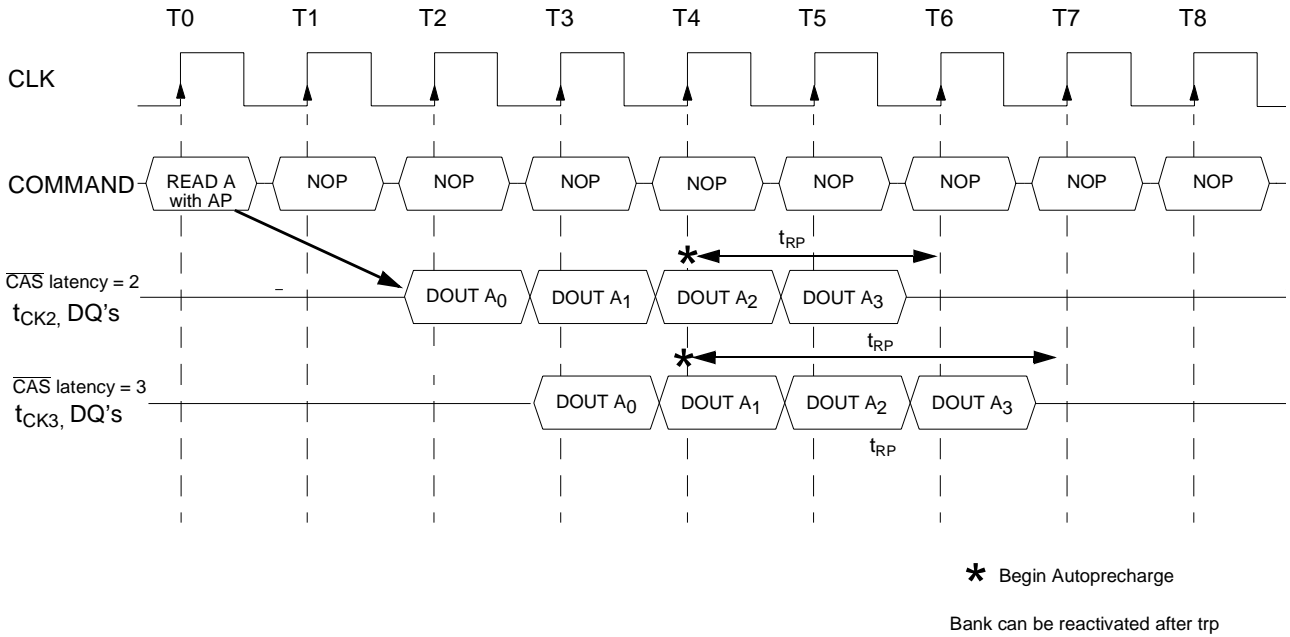 T0 T1 T2 T3 T4 T5 T6 T7 T8
CLK
COMMAND READ A NOP NOP NOP NOP NOP NOP NOP NOP
with AP
tRP
CAS latency = 2
tCK2, DQ's DOUT A0 DOUT A1 DOUT A2 DOUT A3
tRP
CAS latency = 3
tCK3, DQ's DOUT A0 DOUT A1 DOUT A2 DOUT A3
tRP
* Begin Autoprecharge
Bank can be reactivated after trp